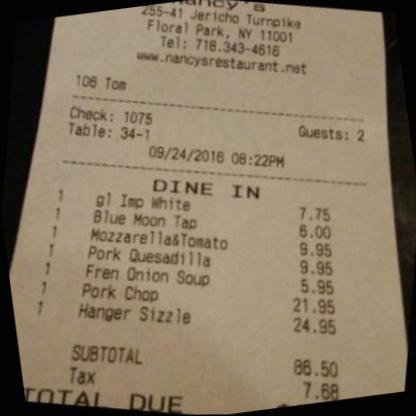 Nancy's
255-41 Jericho Turnpike
Floral Park, NY 11001
Tel: 718.343-4616
www.nancysrestaurant.net
106 Tom
Check: 1075 Guests: 2
Table: 34-1
09/24/2016 08:22PM
DINE IN
1 gl Imp White 7.75
1 Blue Moon Tap 6.00
1 Mozzarella&Tomato 9.95
1 Pork Quesadilla 9.95
1 Fren Onion Soup 5.95
1 Pork Chop 21.95
1 Hanger Sizzle 24.95
SUBTOTAL 86.50
Tax 7.68
TOTAL DUE